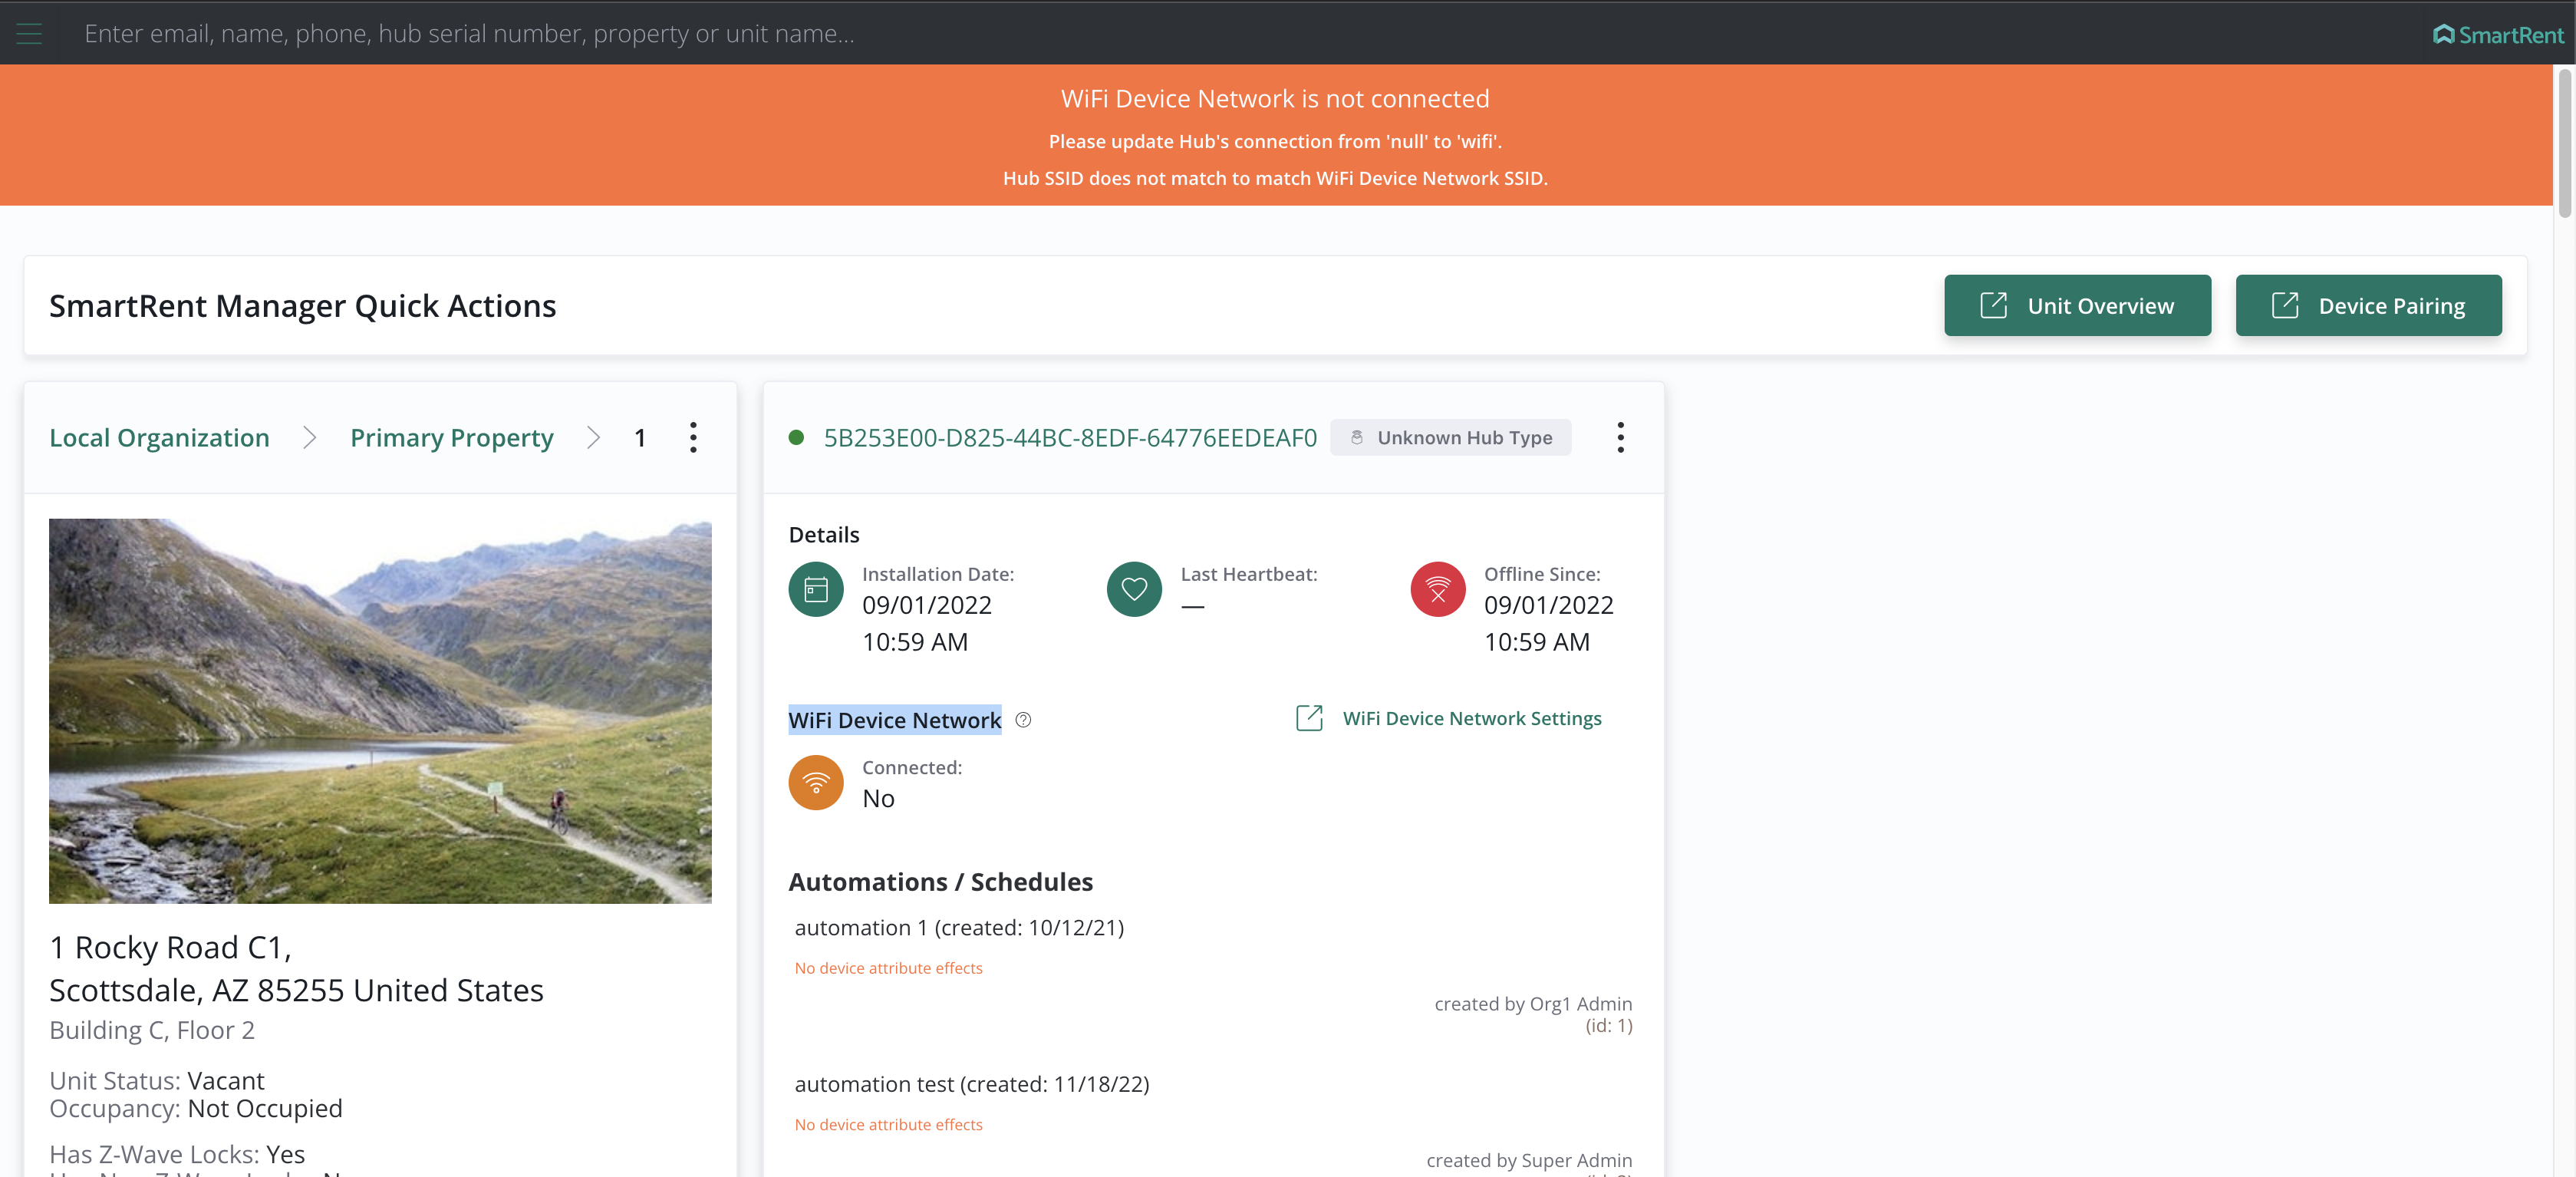 Enter email, name, phone, hub serial number, property or unit name...
SmartRent
WiFi Device Network is not connected
Please update Hub's connection from 'null' to 'wifi'.
Hub SSID does not match to match WiFi Device Network SSID.
SmartRent Manager Quick Actions
Unit Overview
Device Pairing
Local Organization
Primary Property
1
1 Rocky Road C1,
Scottsdale, AZ 85255 United States
Building C, Floor 2
Unit Status: Vacant
Occupancy: Not Occupied
Has Z-Wave Locks: Yes
5B253E00-D825-44BC-8EDF-64776EEDEAF0
Unknown Hub Type
Details
Installation Date:
09/01/2022
10:59 AM
Last Heartbeat:
—
Offline Since:
09/01/2022
10:59 AM
WiFi Device Network
WiFi Device Network Settings
Connected:
No
Automations / Schedules
automation 1 (created: 10/12/21)
No device attribute effects
created by Org1 Admin
(id: 1)
automation test (created: 11/18/22)
No device attribute effects
created by Super Admin